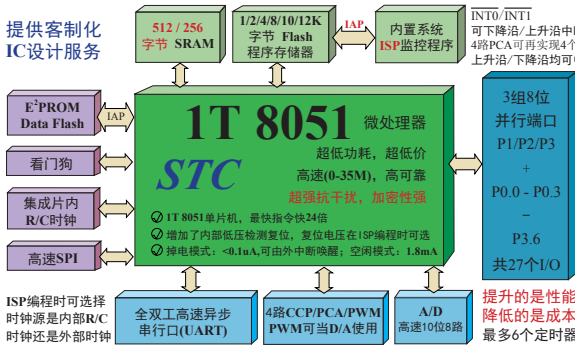 提供客制化
IC设计服务
512 / 256
字节 SRAM
1/2/4/8/10/12K
字节 Flash
程序存储器
IAP
内置系统
ISP监控程序
INT0/INT1
可下降沿/上升沿中
4路PCA可再实现4个
上升沿/下降沿均可
E²PROM
Data Flash
IAP
看门狗
集成片内
R/C时钟
高速SPI
1T 8051 微处理器
STC
超低功耗，超低价
高速(0-35M)，高可靠
超强抗干扰，加密性强
1T 8051单片机，最快指令快24倍
增加了内部低压检测复位，复位电压在ISP编程时可选
掉电模式：<0.1uA,可由外中断唤醒；空闲模式：1.8mA
3组8位
并行端口
P1/P2/P3
+
P0.0 - P0.3
–
P3.6
共27个I/O
ISP编程时可选择
时钟源是内部R/C
时钟还是外部时钟
全双工高速异步
串行口(UART)
4路CCP/PCA/PWM
PWM可当D/A使用
A/D
高速10位8路
提升的是性能
降低的是成本
最多6个定时器